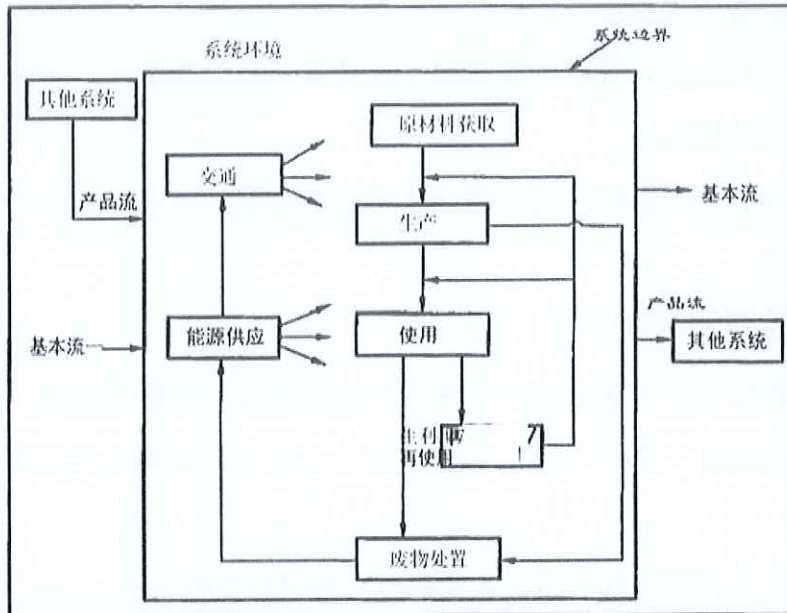 系统环境
系统边界
其他系统
原材料获取
交通
产品流
基本流
生产
产品流
基本流
能源供应
使用
其他系统
生利
再使用
废物处置